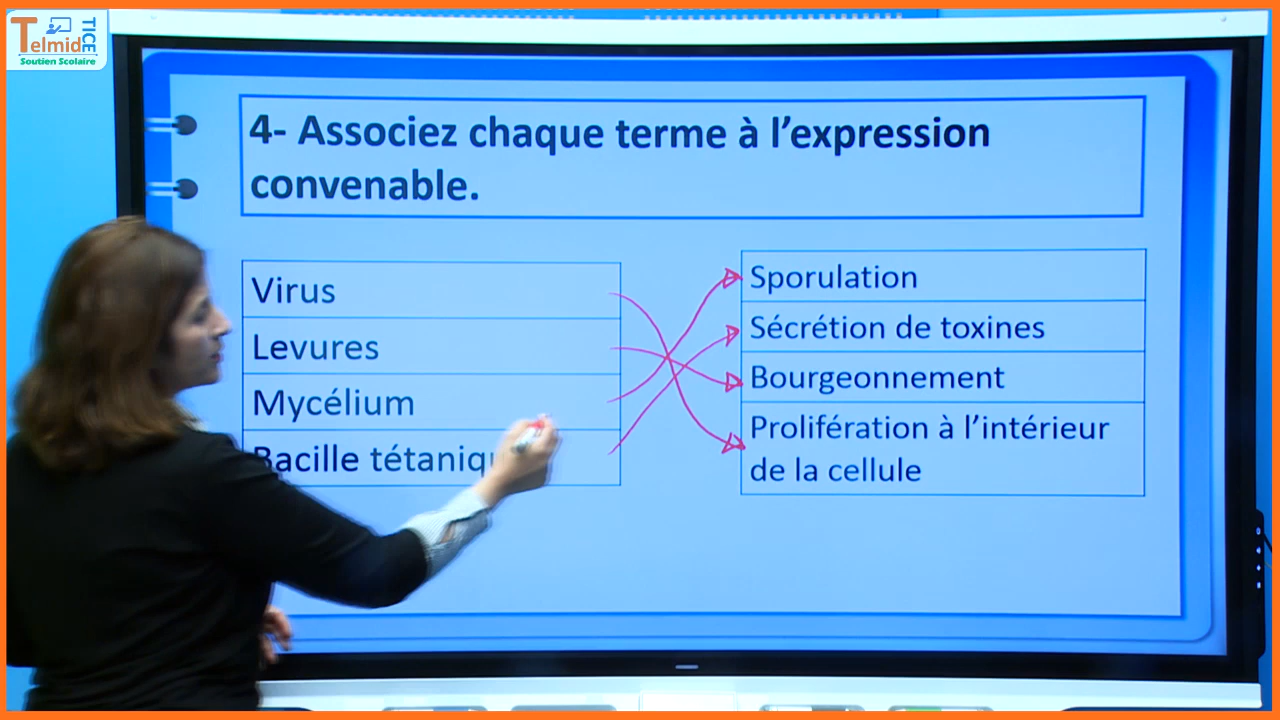 Telmid TICE
Soutien Scolaire
4- Associez chaque terme à l’expression
convenable.
Virus
Levures
Mycélium
Bacille
Sporulation
Sécrétion de toxines
Bourgeonnement
Prolifération à l’intérieur
de la cellule